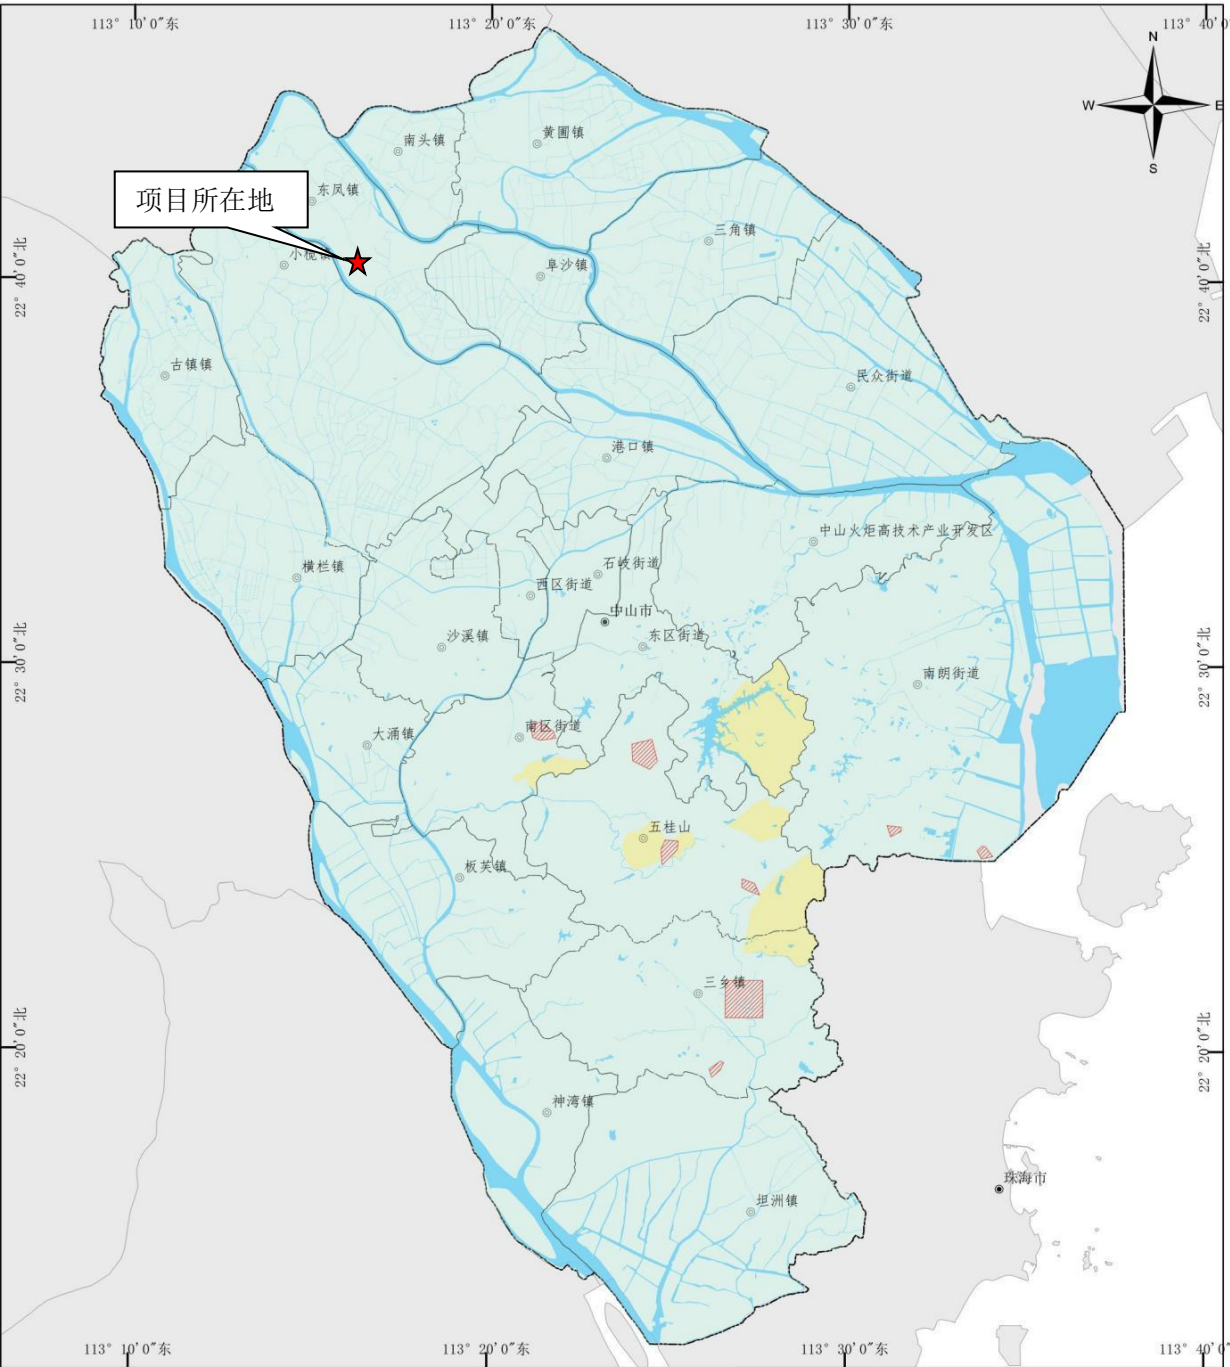 113° 10′0″东
113° 20′0″东
113° 30′0″东
113° 40′0
N
W
E
S
南头镇
黄圃镇
东凤镇
项目所在地
三角镇
小榄镇
阜沙镇
22° 40′0″北
22° 40′0″北
古镇镇
民众街道
港口镇
中山火炬高技术产业开发区
横栏镇
石岐街道
西区街道
中山市
沙溪镇
东区街道
22° 30′0″北
22° 30′0″北
南朗街道
大涌镇
南区街道
五桂山
板芙镇
三乡镇
22° 20′0″北
22° 20′0″北
神湾镇
珠海市
坦洲镇
113° 10′0″东
113° 20′0″东
113° 30′0″东
113° 40′0